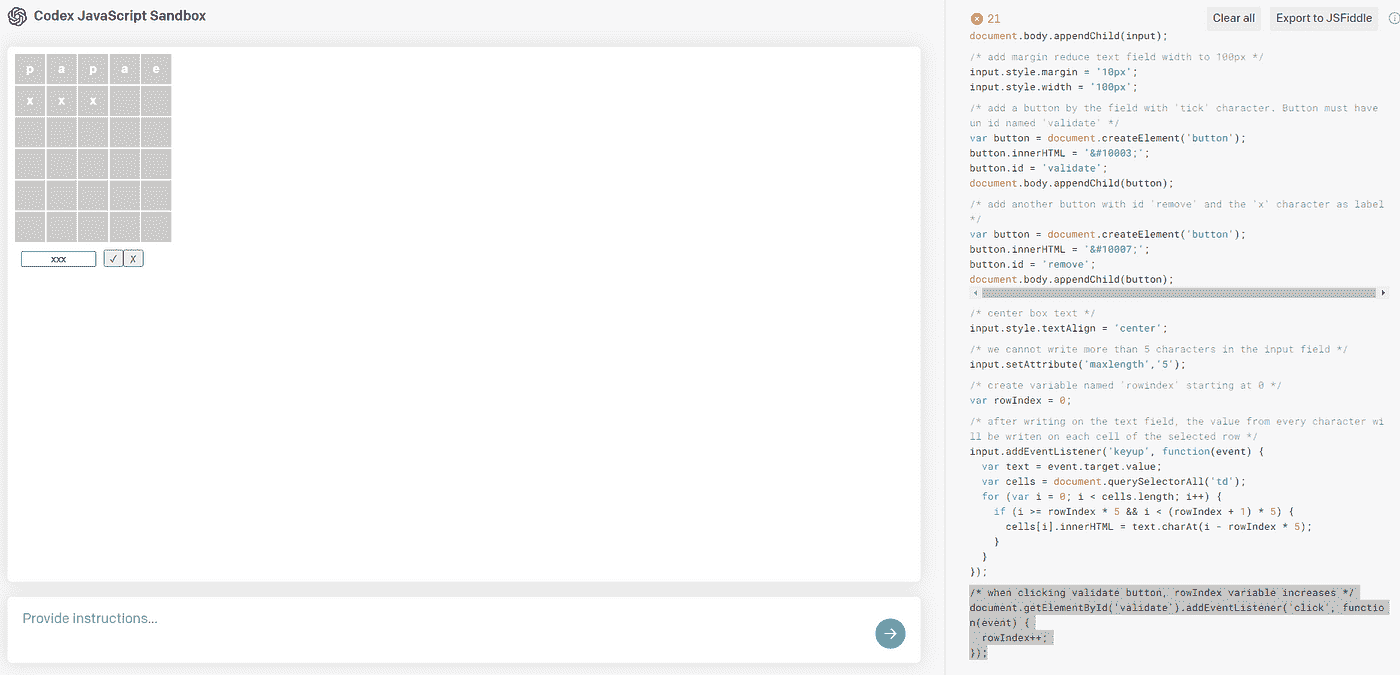 Codex JavaScript Sandbox
p a p a e
x x x
xxx ✓ ✗
Provide instructions...
21
Clear all
Export to JSFiddle
document.body.appendChild(input);
/* add margin reduce text field width to 100px */
input.style.margin = '10px';
input.style.width = '100px';
/* add a button by the field with 'tick' character. Button must have
un id named 'validate' */
var button = document.createElement('button');
button.innerHTML = '&#10003;';
button.id = 'validate';
document.body.appendChild(button);
/* add another button with id 'remove' and the 'x' character as label
*/
var button = document.createElement('button');
button.innerHTML = '&#10007;';
button.id = 'remove';
document.body.appendChild(button);
/* center box text */
input.style.textAlign = 'center';
/* we cannot write more than 5 characters in the input field */
input.setAttribute('maxlength','5');
/* create variable named 'rowindex' starting at 0 */
var rowIndex = 0;
/* after writing on the text field, the value from every character wi
ll be writen on each cell of the selected row */
input.addEventListener('keyup', function(event) {
  var text = event.target.value;
  var cells = document.querySelectorAll('td');
  for (var i = 0; i < cells.length; i++) {
    if (i >= rowIndex * 5 && i < (rowIndex + 1) * 5) {
      cells[i].innerHTML = text.charAt(i - rowIndex * 5);
    }
  }
});
/* when clicking validate button, rowIndex variable increases */
document.getElementById('validate').addEventListener('click', functio
n(event) {
  rowIndex++;
});